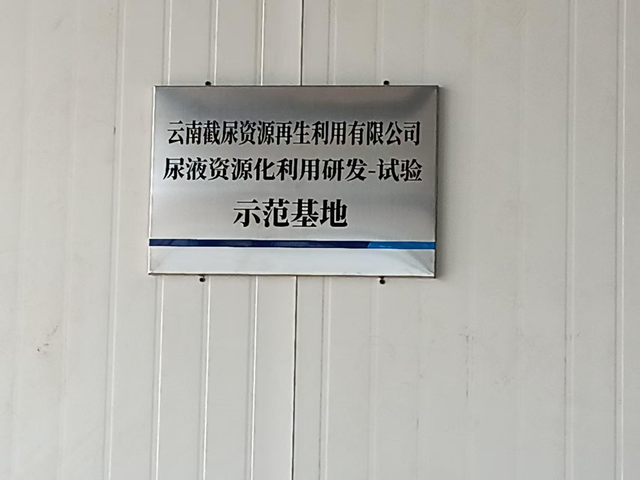 云南截尿资源再生利用有限公司
尿液资源化利用研发-试验
示范基地